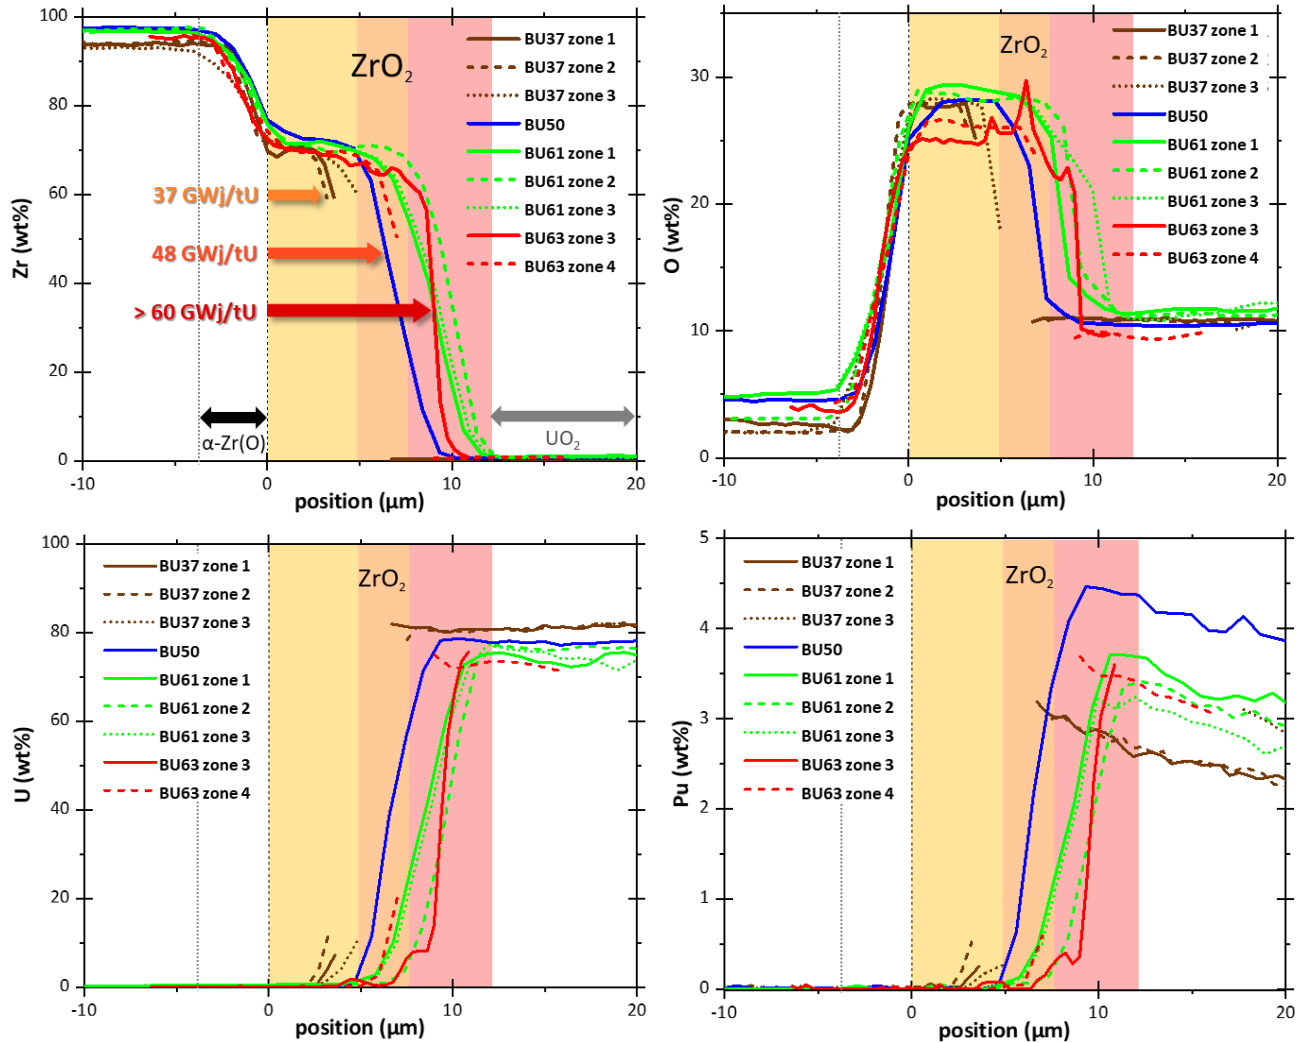 100
80
60
40
20
0
-10
0
10
20
Zr (wt%)
position (µm)
ZrO2
BU37 zone 1
BU37 zone 2
BU37 zone 3
BU50
BU61 zone 1
BU61 zone 2
BU61 zone 3
BU63 zone 3
BU63 zone 4
37 GWj/tU
48 GWj/tU
> 60 GWj/tU
α-Zr(O)
UO2
30
20
10
0
-10
0
10
20
O (wt%)
position (µm)
ZrO2
BU37 zone 1
BU37 zone 2
BU37 zone 3
BU50
BU61 zone 1
BU61 zone 2
BU61 zone 3
BU63 zone 3
BU63 zone 4
100
80
60
40
20
0
-10
0
10
20
U (wt%)
position (µm)
ZrO2
BU37 zone 1
BU37 zone 2
BU37 zone 3
BU50
BU61 zone 1
BU61 zone 2
BU61 zone 3
BU63 zone 3
BU63 zone 4
5
4
3
2
1
0
-10
0
10
20
Pu (wt%)
position (µm)
ZrO2
BU37 zone 1
BU37 zone 2
BU37 zone 3
BU50
BU61 zone 1
BU61 zone 2
BU61 zone 3
BU63 zone 3
BU63 zone 4